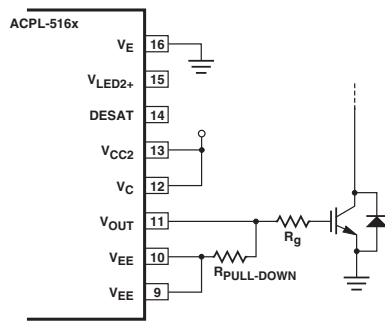 ACPL-516x
VE 16
VLED2+ 15
DESAT 14
VCC2 13
VC 12
VOUT 11
Rg
VEE 10
RPULL-DOWN
VEE 9